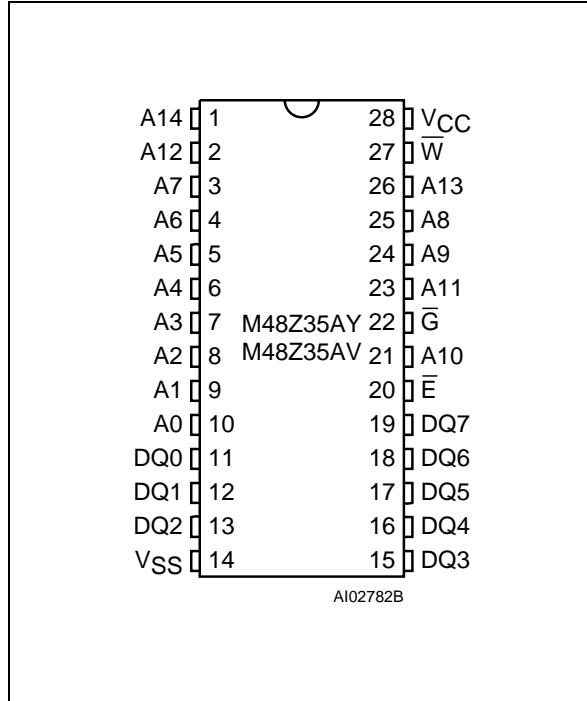 A14 1 28 VCC
A12 2 27 W̅
A7 3 26 A13
A6 4 25 A8
A5 5 24 A9
A4 6 23 A11
A3 7 M48Z35AY 22 G̅
A2 8 M48Z35AV 21 A10
A1 9 20 E̅
A0 10 19 DQ7
DQ0 11 18 DQ6
DQ1 12 17 DQ5
DQ2 13 16 DQ4
VSS 14 15 DQ3
AI02782B